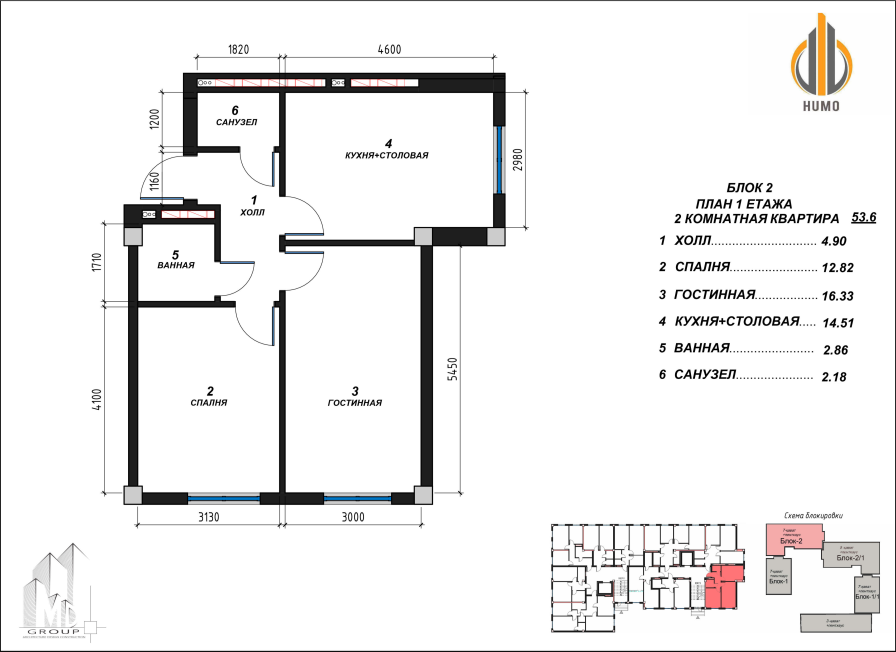 1820
4600
HUMO
1200
6
САНУЗЕЛ
4
КУХНЯ+СТОЛОВАЯ
2980
1160
1
ХОЛЛ
БЛОК 2
ПЛАН 1 ЕТАЖА
2 КОМНАТНАЯ КВАРТИРА 53.6
1 ХОЛЛ 4.90
2 СПАЛНЯ 12.82
3 ГОСТИННАЯ 16.33
4 КУХНЯ+СТОЛОВАЯ 14.51
5 ВАННАЯ 2.86
6 САНУЗЕЛ 2.18
1710
5
ВАННАЯ
5450
4100
2
СПАЛНЯ
3
ГОСТИННАЯ
3130
3000
Схема блокировки
Блок-2
Блок-2/1
Блок-1
Блок-1/1
MD
GROUP